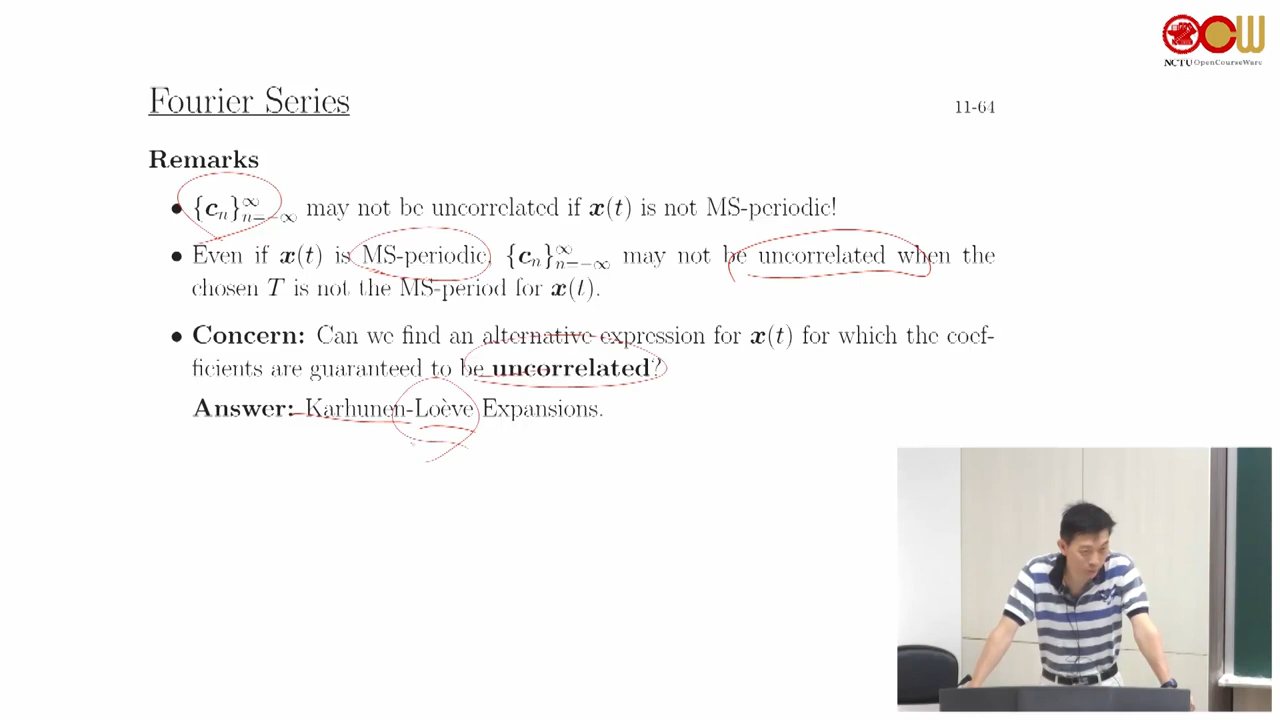 NCTU OpenCourseWare
Fourier Series
11-64
Remarks
• {cₙ}∞ₙ₌₋∞ may not be uncorrelated if x(t) is not MS-periodic!
• Even if x(t) is MS-periodic, {cₙ}∞ₙ₌₋∞ may not be uncorrelated when the
chosen T is not the MS-period for x(t).
• Concern: Can we find an alternative expression for x(t) for which the coef-
ficients are guaranteed to be uncorrelated?
Answer: Karhunen-Loève Expansions.